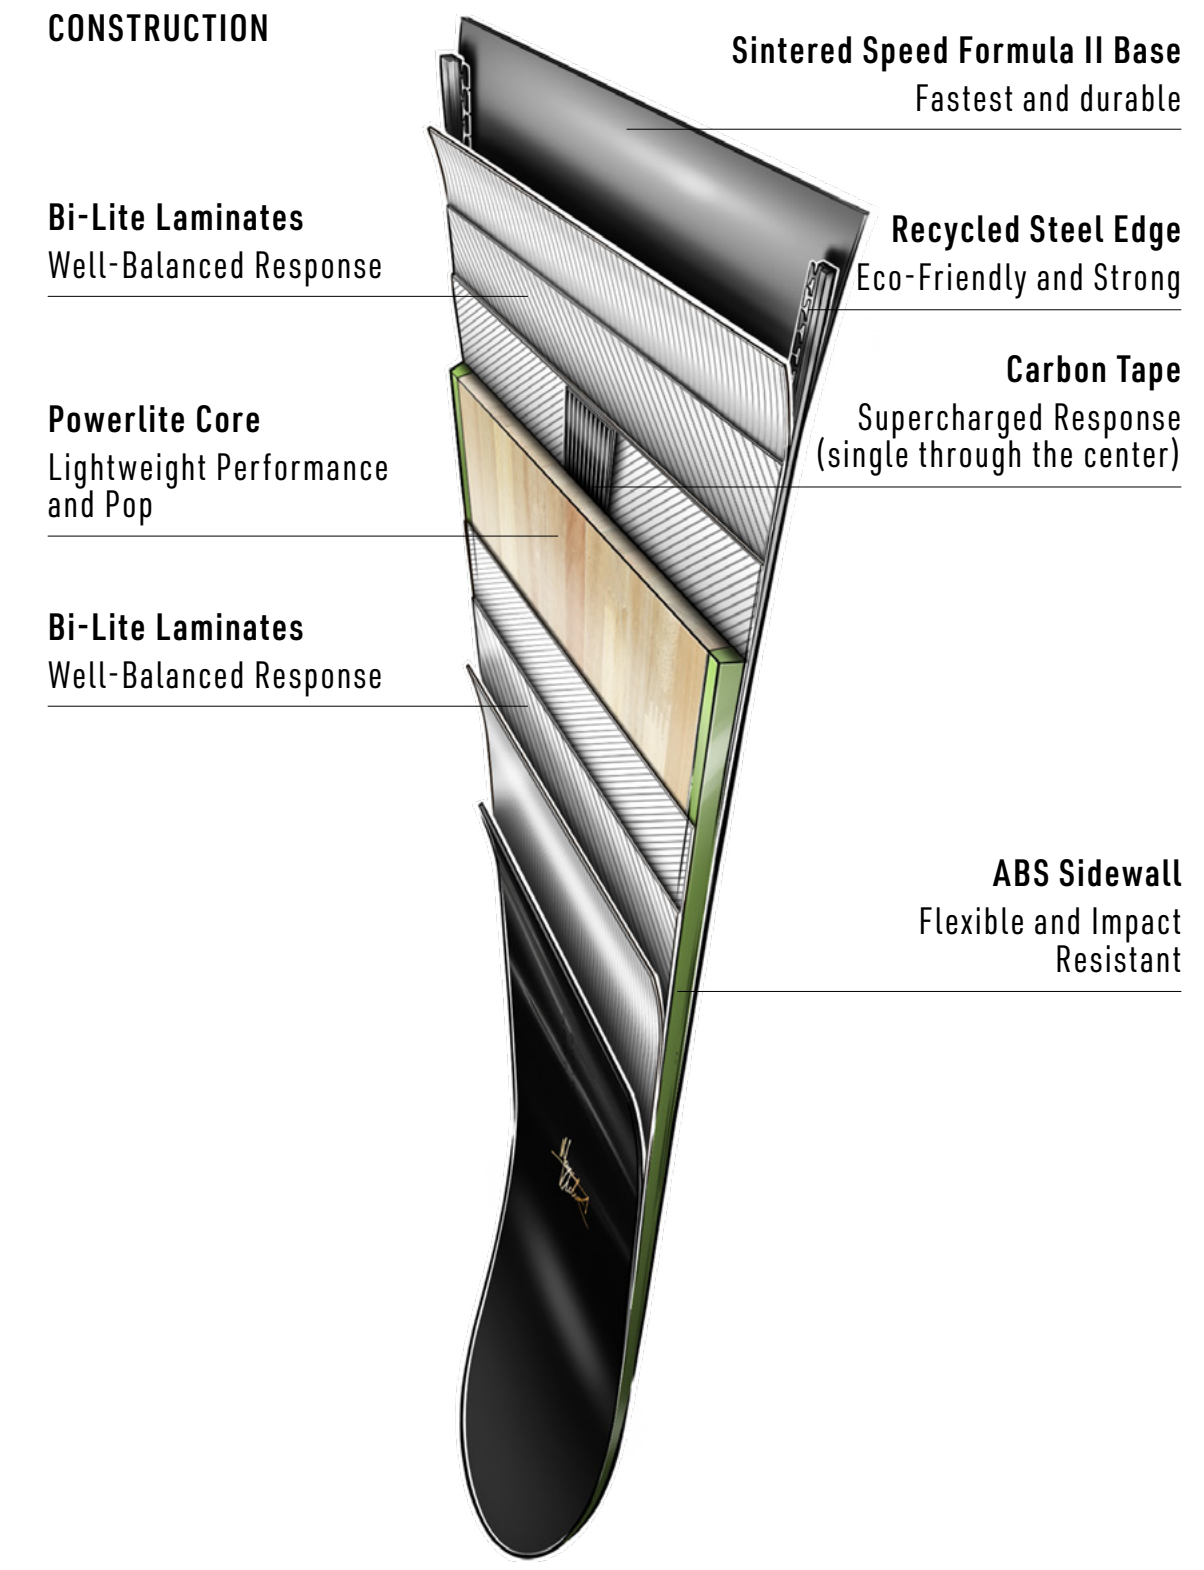 CONSTRUCTION
Sintered Speed Formula II Base
Fastest and durable
Bi-Lite Laminates
Well-Balanced Response
Recycled Steel Edge
Eco-Friendly and Strong
Carbon Tape
Supercharged Response
(single through the center)
Powerlite Core
Lightweight Performance
and Pop
Bi-Lite Laminates
Well-Balanced Response
ABS Sidewall
Flexible and Impact
Resistant